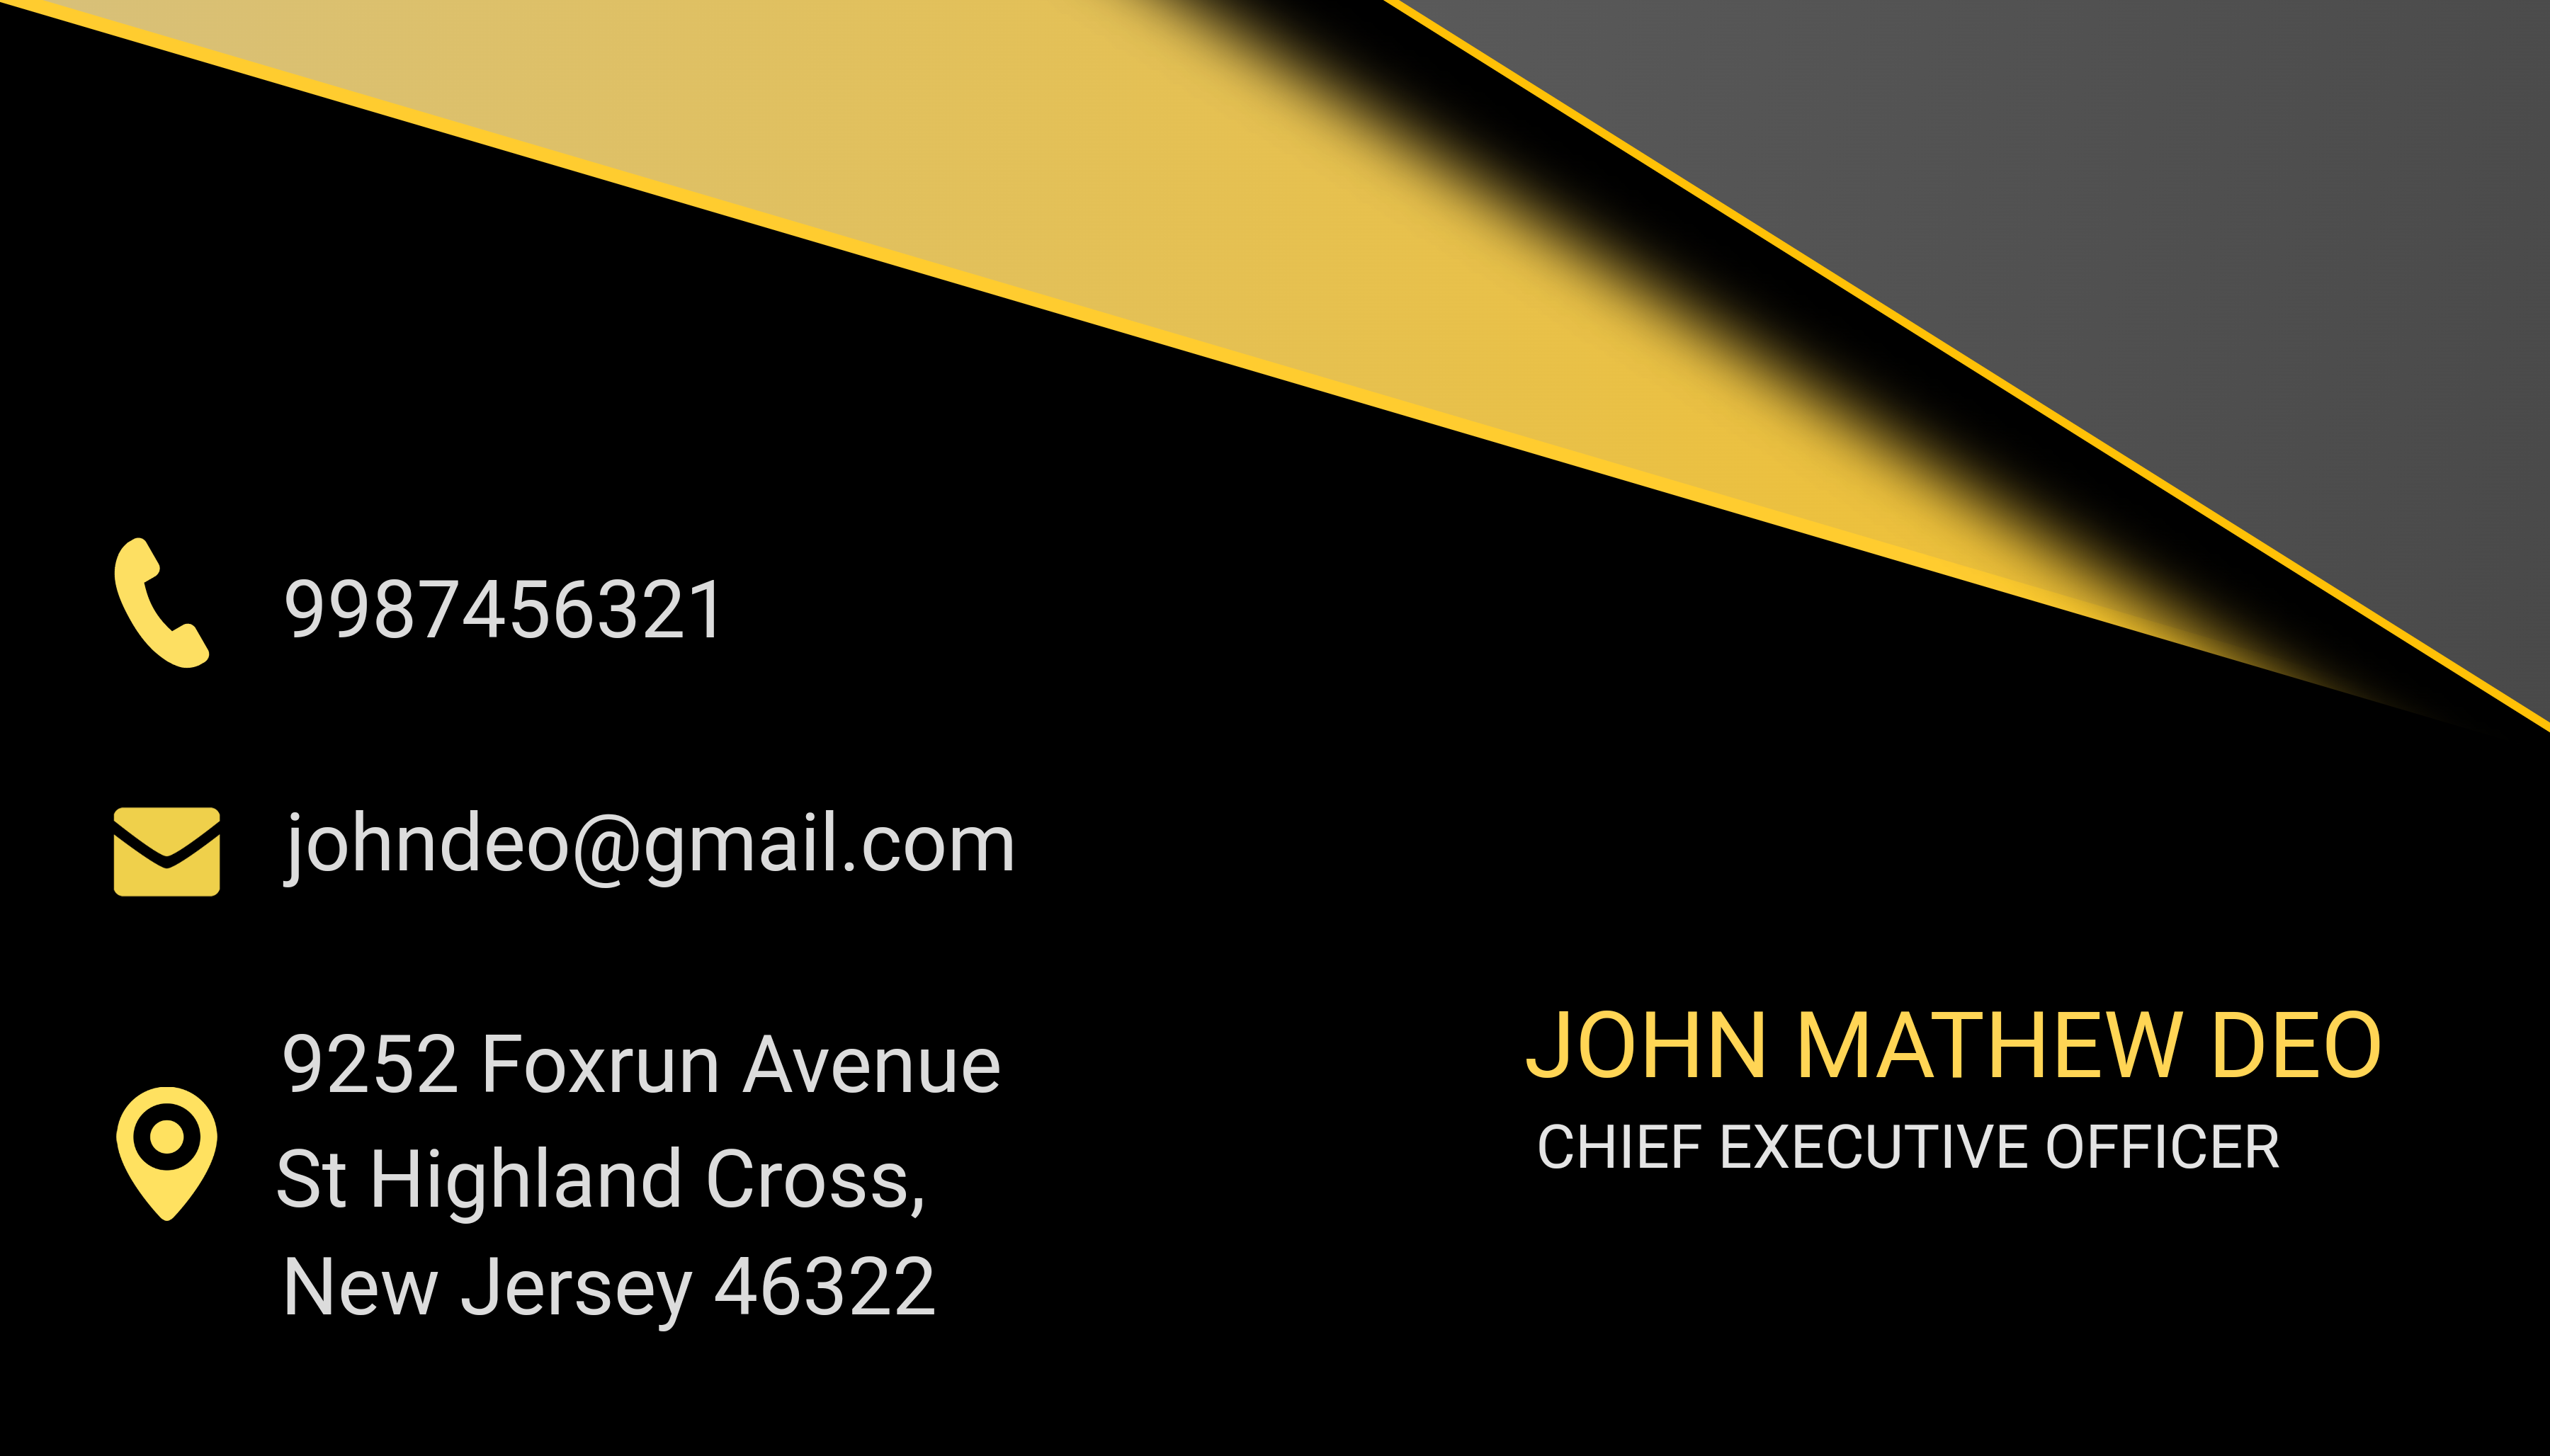 9987456321
johndeo@gmail.com
9252 Foxrun Avenue
St Highland Cross,
New Jersey 46322
JOHN MATHEW DEO
CHIEF EXECUTIVE OFFICER